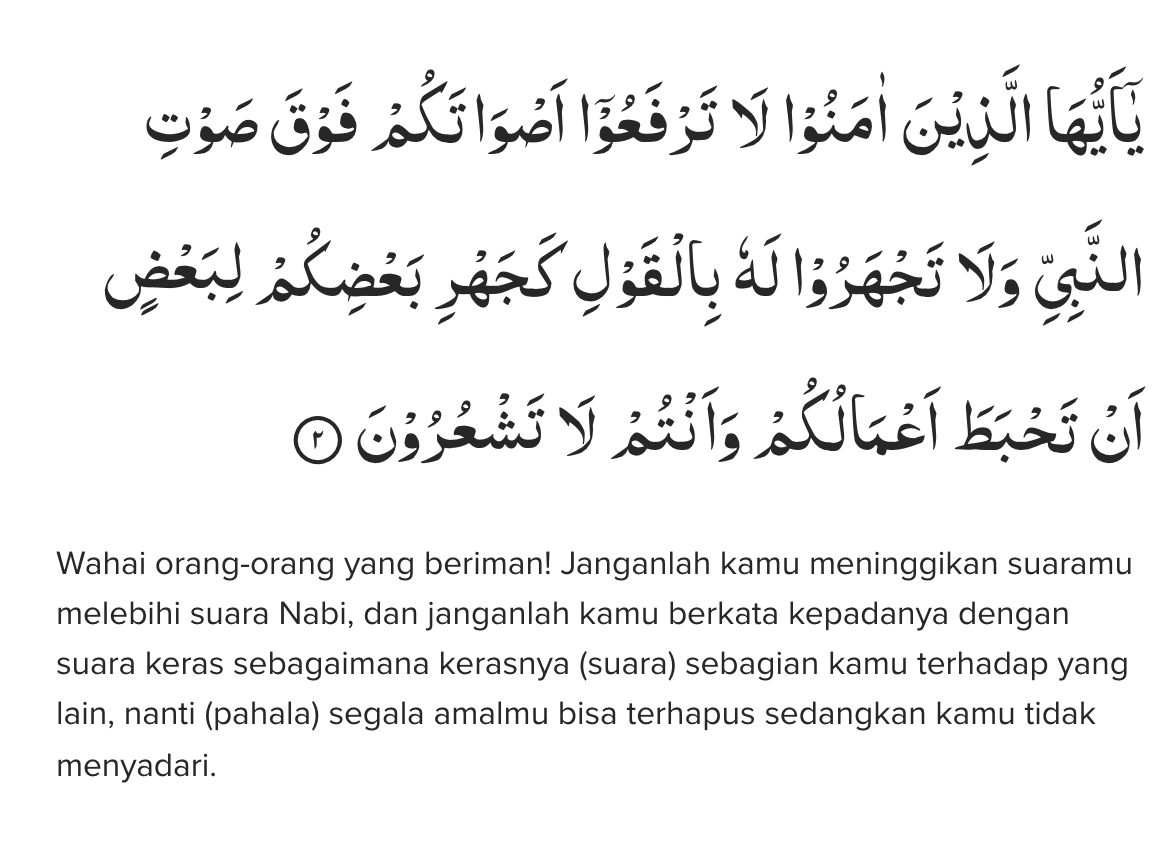 يٰٓاَيُّهَا الَّذِيْنَ اٰمَنُوْا لَا تَرْفَعُوْٓا اَصْوَاتَكُمْ فَوْقَ صَوْتِ
النَّبِيِّ وَلَا تَجْهَرُوْا لَهٗ بِالْقَوْلِ كَجَهْرِ بَعْضِكُمْ لِبَعْضٍ
اَنْ تَحْبَطَ اَعْمَالُكُمْ وَاَنْتُمْ لَا تَشْعُرُوْنَ ٢
Wahai orang-orang yang beriman! Janganlah kamu meninggikan suaramu
melebihi suara Nabi, dan janganlah kamu berkata kepadanya dengan
suara keras sebagaimana kerasnya (suara) sebagian kamu terhadap yang
lain, nanti (pahala) segala amalmu bisa terhapus sedangkan kamu tidak
menyadari.